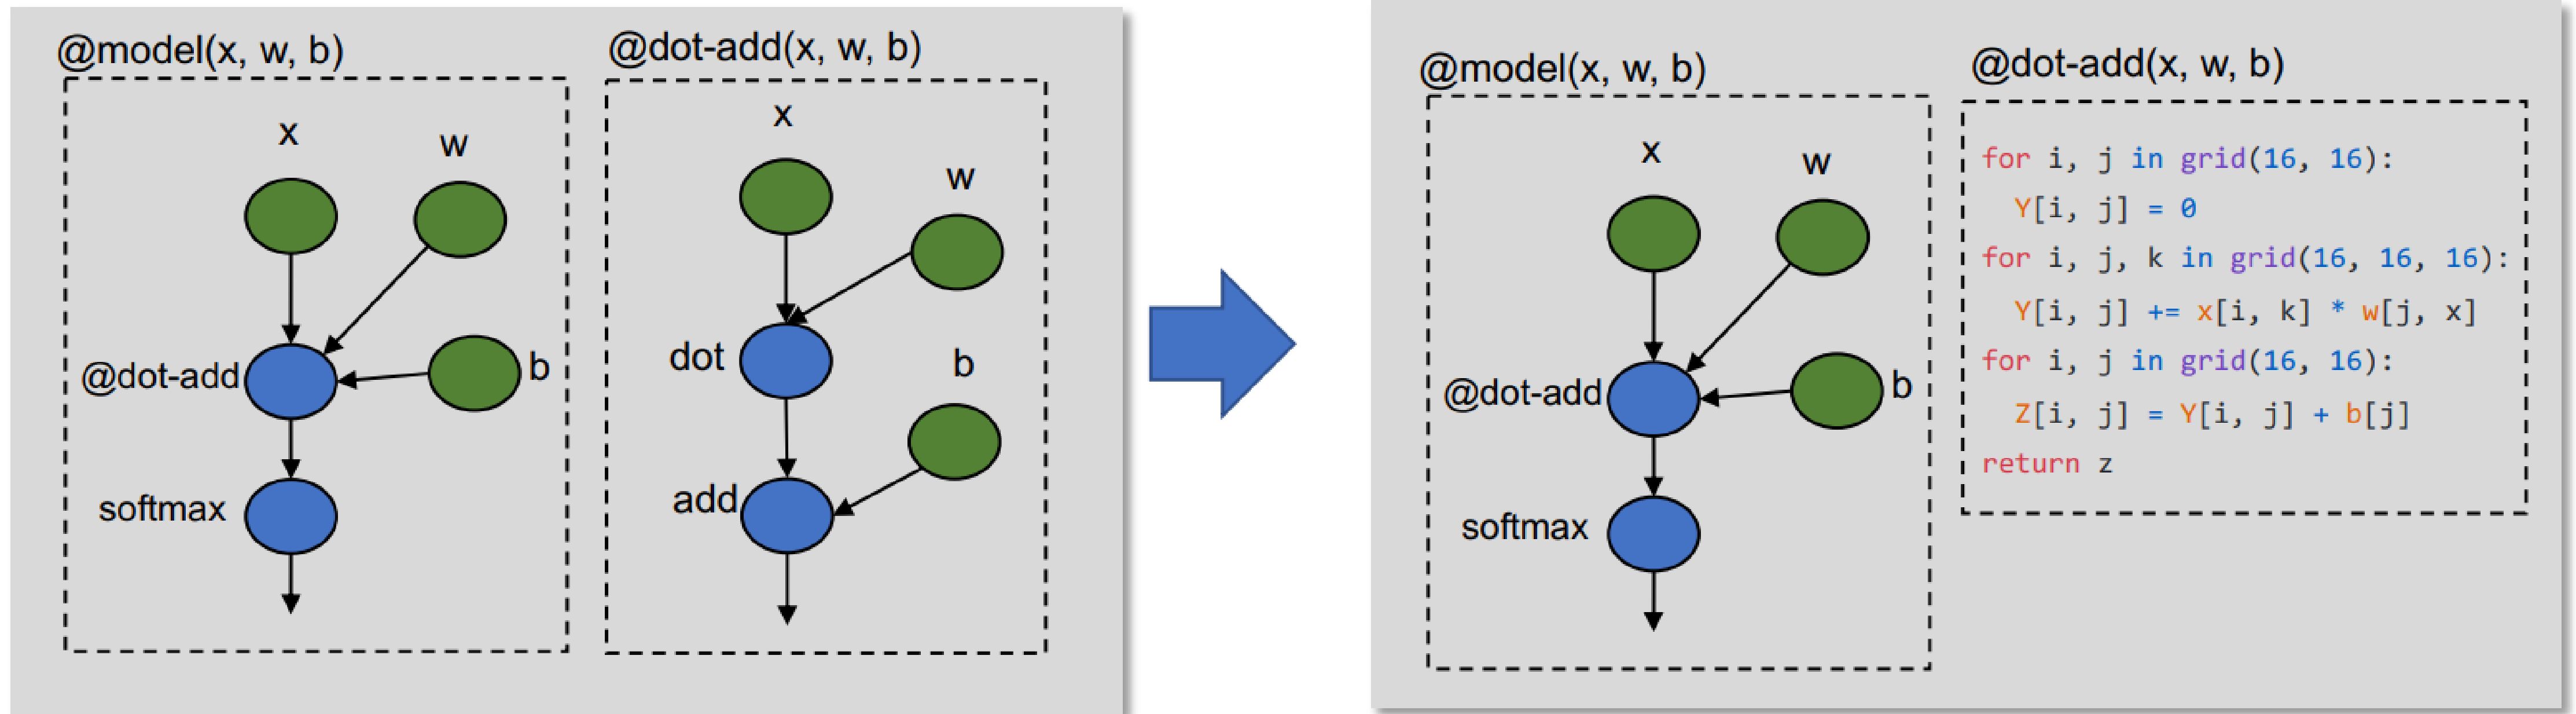 @model(x, w, b)
x
w
@dot-add
b
softmax
@dot-add(x, w, b)
x
w
dot
b
add
@model(x, w, b)
x
w
@dot-add
b
softmax
@dot-add(x, w, b)
for i, j in grid(16, 16):
Y[i, j] = 0
for i, j, k in grid(16, 16, 16):
Y[i, j] += x[i, k] * w[j, x]
for i, j in grid(16, 16):
Z[i, j] = Y[i, j] + b[j]
return z